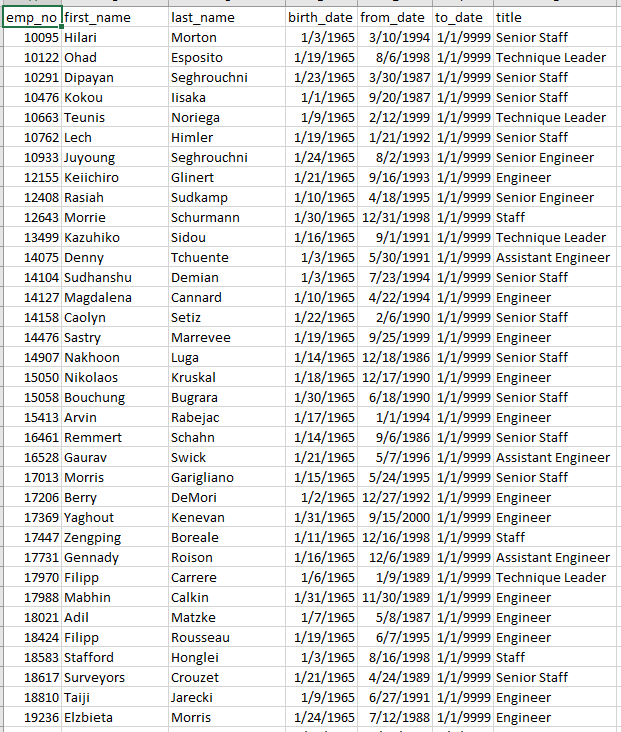 emp_no first_name last_name birth_date from_date to_date title
10095 Hilari Morton 1/3/1965 3/10/1994 1/1/9999 Senior Staff
10122 Ohad Esposito 1/19/1965 8/6/1998 1/1/9999 Technique Leader
10291 Dipayan Seghrouchni 1/23/1965 3/30/1987 1/1/9999 Senior Staff
10476 Kokou Iisaka 1/1/1965 9/20/1987 1/1/9999 Senior Staff
10663 Teunis Noriega 1/9/1965 2/12/1999 1/1/9999 Technique Leader
10762 Lech Himler 1/19/1965 1/21/1992 1/1/9999 Senior Staff
10933 Juyoung Seghrouchni 1/24/1965 8/2/1993 1/1/9999 Senior Engineer
12155 Keiichiro Glinert 1/21/1965 9/16/1993 1/1/9999 Engineer
12408 Rasiah Sudkamp 1/10/1965 4/18/1995 1/1/9999 Senior Engineer
12643 Morrie Schurmann 1/30/1965 12/31/1998 1/1/9999 Staff
13499 Kazuhiko Sidou 1/16/1965 9/1/1991 1/1/9999 Technique Leader
14075 Denny Tchuente 1/3/1965 5/30/1991 1/1/9999 Assistant Engineer
14104 Sudhanshu Demian 1/3/1965 7/23/1994 1/1/9999 Senior Staff
14127 Magdalena Cannard 1/10/1965 4/22/1994 1/1/9999 Engineer
14158 Caolyn Setiz 1/22/1965 2/6/1990 1/1/9999 Senior Staff
14476 Sastry Marrevee 1/19/1965 9/25/1999 1/1/9999 Engineer
14907 Nakhoon Luga 1/14/1965 12/18/1986 1/1/9999 Senior Staff
15050 Nikolaos Kruskal 1/18/1965 12/17/1990 1/1/9999 Engineer
15058 Bouchung Bugrara 1/30/1965 6/18/1990 1/1/9999 Senior Staff
15413 Arvin Rabejac 1/17/1965 1/1/1994 1/1/9999 Engineer
16461 Remmert Schahn 1/14/1965 9/6/1986 1/1/9999 Senior Staff
16528 Gaurav Swick 1/21/1965 5/7/1996 1/1/9999 Assistant Engineer
17013 Morris Garigliano 1/15/1965 5/24/1995 1/1/9999 Senior Staff
17206 Berry DeMori 1/2/1965 12/27/1992 1/1/9999 Engineer
17369 Yaghout Kenevan 1/31/1965 9/15/2000 1/1/9999 Engineer
17447 Zengping Boreale 1/11/1965 12/16/1998 1/1/9999 Staff
17731 Gennady Roison 1/16/1965 12/6/1989 1/1/9999 Assistant Engineer
17970 Filipp Carrere 1/6/1965 1/9/1989 1/1/9999 Technique Leader
17988 Mabhin Calkin 1/31/1965 11/30/1989 1/1/9999 Engineer
18021 Adil Matzke 1/7/1965 5/8/1987 1/1/9999 Engineer
18424 Filipp Rousseau 1/19/1965 6/7/1995 1/1/9999 Engineer
18583 Stafford Honglei 1/3/1965 8/16/1998 1/1/9999 Staff
18617 Surveyors Crouzet 1/21/1965 4/24/1989 1/1/9999 Senior Staff
18810 Taiji Jarecki 1/9/1965 6/27/1991 1/1/9999 Engineer
19236 Elzbieta Morris 1/24/1965 7/12/1988 1/1/9999 Engineer